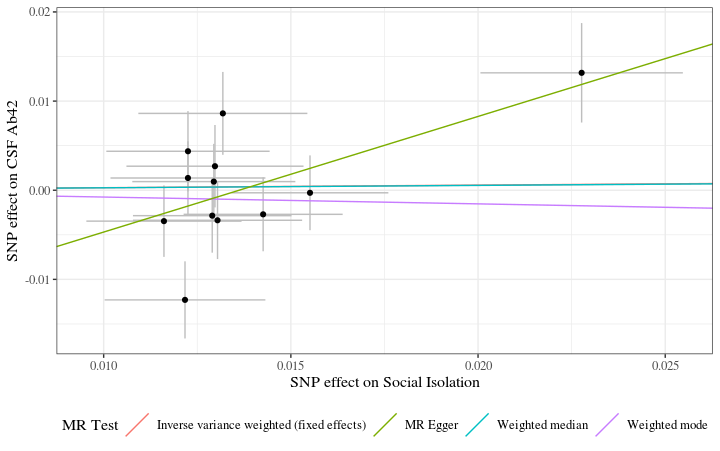 0.02
0.01
0.00
-0.01
SNP effect on CSF Ab42
0.010
0.015
0.020
0.025
SNP effect on Social Isolation
MR Test
Inverse variance weighted (fixed effects)
MR Egger
Weighted median
Weighted mode